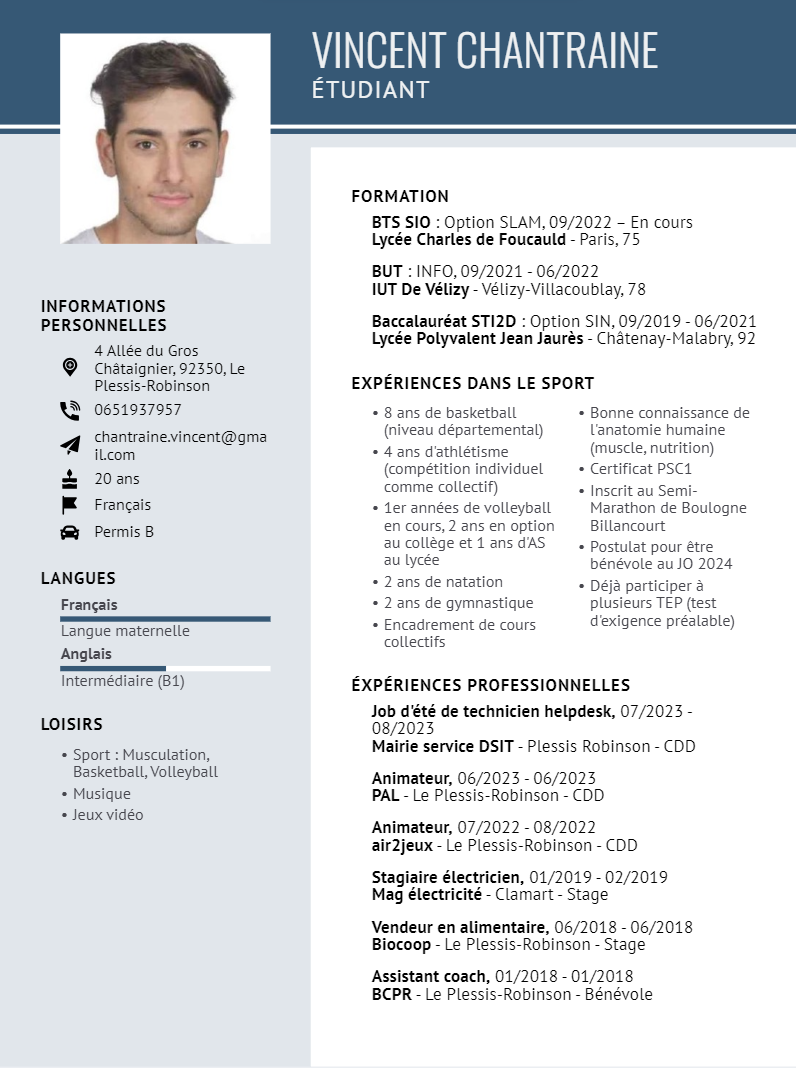 VINCENT CHANTRAINE
ÉTUDIANT
INFORMATIONS
PERSONNELLES
4 Allée du Gros
Châtaignier, 92350, Le
Plessis-Robinson
0651937957
chantraine.vincent@gma
il.com
20 ans
Français
Permis B
LANGUES
Français
Langue maternelle
Anglais
Intermédiaire (B1)
LOISIRS
• Sport : Musculation,
Basketball, Volleyball
• Musique
• Jeux vidéo
FORMATION
BTS SIO : Option SLAM, 09/2022 – En cours
Lycée Charles de Foucauld - Paris, 75
BUT : INFO, 09/2021 - 06/2022
IUT De Vélizy - Vélizy-Villacoublay, 78
Baccalauréat STI2D : Option SIN, 09/2019 - 06/2021
Lycée Polyvalent Jean Jaurès - Châtenay-Malabry, 92
EXPÉRIENCES DANS LE SPORT
• 8 ans de basketball
(niveau départemental)
• 4 ans d'athlétisme
(compétition individuel
comme collectif)
• 1er années de volleyball
en cours, 2 ans en option
au collège et 1 ans d'AS
au lycée
• 2 ans de natation
• 2 ans de gymnastique
• Encadrement de cours
collectifs
• Bonne connaissance de
l'anatomie humaine
(muscle, nutrition)
• Certificat PSC1
• Inscrit au Semi-
Marathon de Boulogne
Billancourt
• Postulat pour être
bénévole au JO 2024
• Déjà participer à
plusieurs TEP (test
d'exigence préalable)
ÉXPÉRIENCES PROFESSIONNELLES
Job d'été de technicien helpdesk, 07/2023 -
08/2023
Mairie service DSIT - Plessis Robinson - CDD
Animateur, 06/2023 - 06/2023
PAL - Le Plessis-Robinson - CDD
Animateur, 07/2022 - 08/2022
air2jeux - Le Plessis-Robinson - CDD
Stagiaire électricien, 01/2019 - 02/2019
Mag électricité - Clamart - Stage
Vendeur en alimentaire, 06/2018 - 06/2018
Biocoop - Le Plessis-Robinson - Stage
Assistant coach, 01/2018 - 01/2018
BCPR - Le Plessis-Robinson - Bénévole